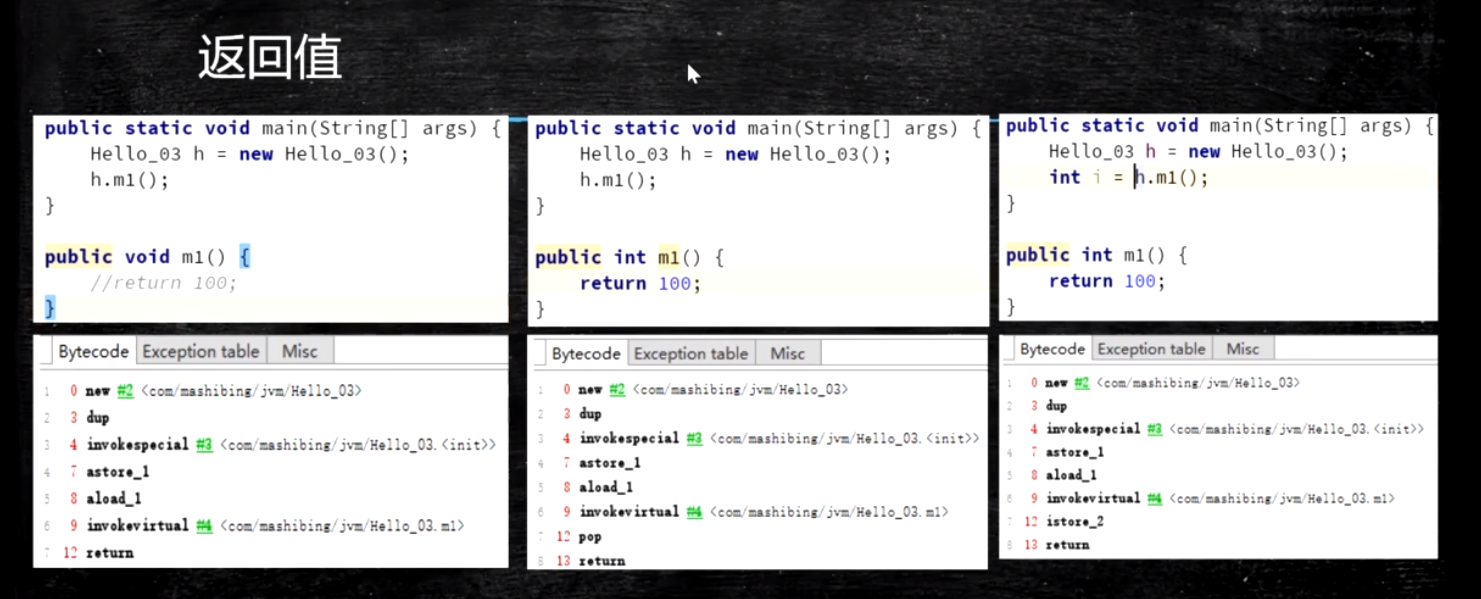 返回值
public static void main(String[] args) {
Hello_03 h = new Hello_03();
h.m1();
}
public void m1() {
//return 100;
}
Bytecode Exception table Misc
1 0 new #2 <com/mashibing/jvm/Hello_03>
2 3 dup
3 4 invokespecial #3 <com/mashibing/jvm/Hello_03.<init>>
4 7 astore_1
5 8 aload_1
6 9 invokevirtual #4 <com/mashibing/jvm/Hello_03.m1>
7 12 return
public static void main(String[] args) {
Hello_03 h = new Hello_03();
h.m1();
}
public int m1() {
return 100;
}
Bytecode Exception table Misc
1 0 new #2 <com/mashibing/jvm/Hello_03>
2 3 dup
3 4 invokespecial #3 <com/mashibing/jvm/Hello_03.<init>>
4 7 astore_1
5 8 aload_1
6 9 invokevirtual #4 <com/mashibing/jvm/Hello_03.m1>
7 12 pop
8 13 return
public static void main(String[] args) {
Hello_03 h = new Hello_03();
int i = h.m1();
}
public int m1() {
return 100;
}
Bytecode Exception table Misc
1 0 new #2 <com/mashibing/jvm/Hello_03>
2 3 dup
3 4 invokespecial #3 <com/mashibing/jvm/Hello_03.<init>>
4 7 astore_1
5 8 aload_1
6 9 invokevirtual #4 <com/mashibing/jvm/Hello_03.m1>
7 12 istore_2
8 13 return